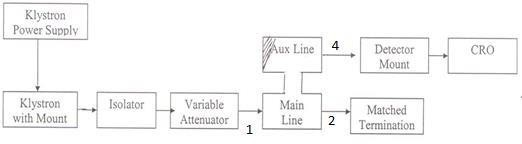 Klystron
Power Supply
Aux Line
4
Detector
Mount
CRO
Klystron
with Mount
Isolator
Variable
Attenuator
1
Main
Line
2
Matched
Termination